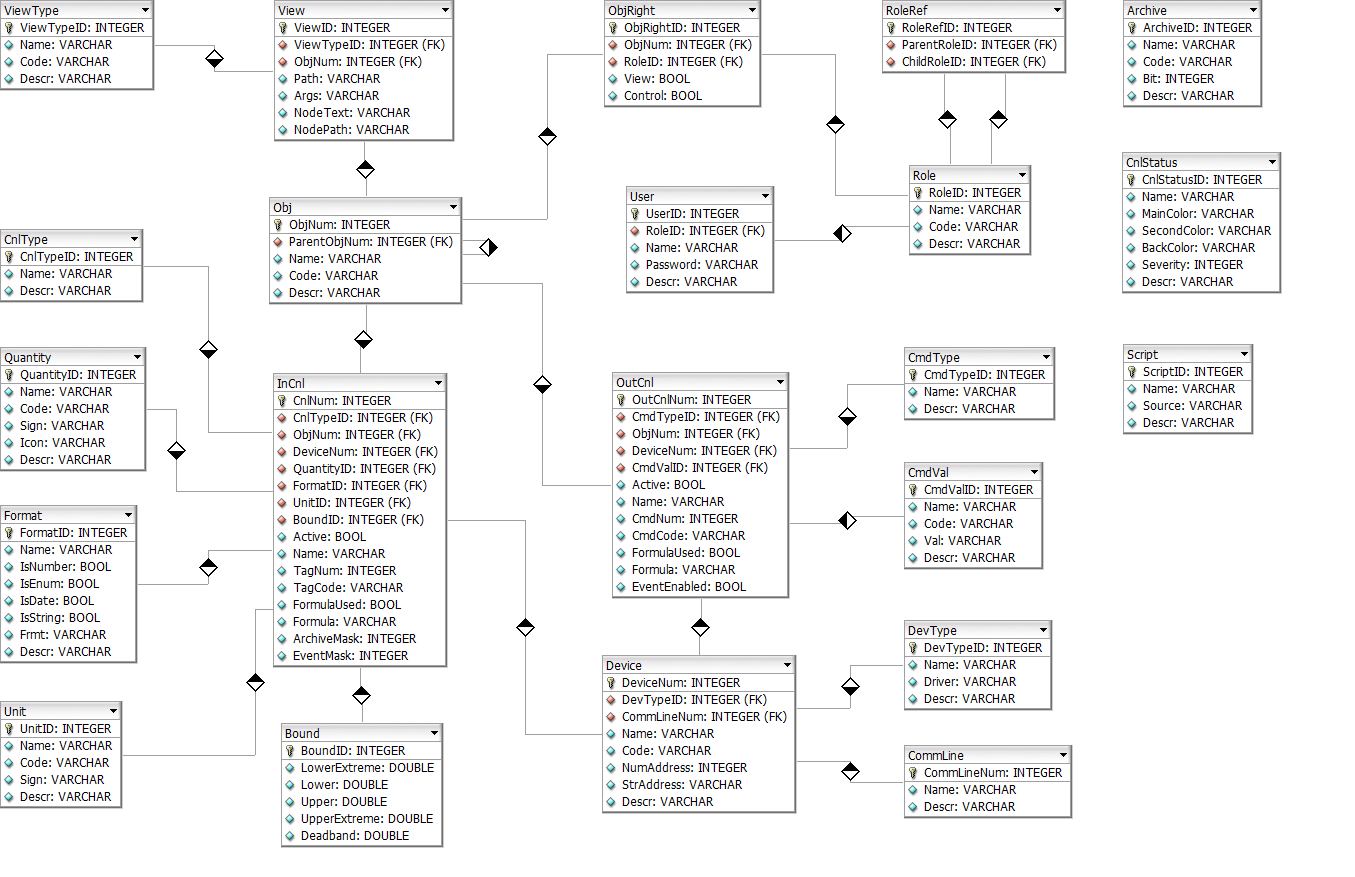 ViewType
ViewTypeID: INTEGER
Name: VARCHAR
Code: VARCHAR
Descr: VARCHAR
View
ViewID: INTEGER
ViewTypeID: INTEGER (FK)
ObjNum: INTEGER (FK)
Path: VARCHAR
Args: VARCHAR
NodeText: VARCHAR
NodePath: VARCHAR
ObjRight
ObjRightID: INTEGER
ObjNum: INTEGER (FK)
RoleID: INTEGER (FK)
View: BOOL
Control: BOOL
RoleRef
RoleRefID: INTEGER
ParentRoleID: INTEGER (FK)
ChildRoleID: INTEGER (FK)
Archive
ArchiveID: INTEGER
Name: VARCHAR
Code: VARCHAR
Bit: INTEGER
Descr: VARCHAR
CnlStatus
CnlStatusID: INTEGER
Name: VARCHAR
MainColor: VARCHAR
SecondColor: VARCHAR
BackColor: VARCHAR
Severity: INTEGER
Descr: VARCHAR
Role
RoleID: INTEGER
Name: VARCHAR
Code: VARCHAR
Descr: VARCHAR
User
UserID: INTEGER
RoleID: INTEGER (FK)
Name: VARCHAR
Password: VARCHAR
Descr: VARCHAR
Obj
ObjNum: INTEGER
ParentObjNum: INTEGER (FK)
Name: VARCHAR
Code: VARCHAR
Descr: VARCHAR
CnlType
CnlTypeID: INTEGER
Name: VARCHAR
Descr: VARCHAR
Quantity
QuantityID: INTEGER
Name: VARCHAR
Code: VARCHAR
Sign: VARCHAR
Icon: VARCHAR
Descr: VARCHAR
InCnl
CnlNum: INTEGER
CnlTypeID: INTEGER (FK)
ObjNum: INTEGER (FK)
DeviceNum: INTEGER (FK)
QuantityID: INTEGER (FK)
FormatID: INTEGER (FK)
UnitID: INTEGER (FK)
BoundID: INTEGER (FK)
Active: BOOL
Name: VARCHAR
TagNum: INTEGER
TagCode: VARCHAR
FormulaUsed: BOOL
Formula: VARCHAR
ArchiveMask: INTEGER
EventMask: INTEGER
OutCnl
OutCnlNum: INTEGER
CmdTypeID: INTEGER (FK)
ObjNum: INTEGER (FK)
DeviceNum: INTEGER (FK)
CmdValID: INTEGER (FK)
Active: BOOL
Name: VARCHAR
CmdNum: INTEGER
CmdCode: VARCHAR
FormulaUsed: BOOL
Formula: VARCHAR
EventEnabled: BOOL
CmdType
CmdTypeID: INTEGER
Name: VARCHAR
Descr: VARCHAR
Script
ScriptID: INTEGER
Name: VARCHAR
Source: VARCHAR
Descr: VARCHAR
CmdVal
CmdValID: INTEGER
Name: VARCHAR
Code: VARCHAR
Val: VARCHAR
Descr: VARCHAR
Format
FormatID: INTEGER
Name: VARCHAR
IsNumber: BOOL
IsEnum: BOOL
IsDate: BOOL
IsString: BOOL
Frmt: VARCHAR
Descr: VARCHAR
DevType
DevTypeID: INTEGER
Name: VARCHAR
Driver: VARCHAR
Descr: VARCHAR
Device
DeviceNum: INTEGER
DevTypeID: INTEGER (FK)
CommLineNum: INTEGER (FK)
Name: VARCHAR
Code: VARCHAR
NumAddress: INTEGER
StrAddress: VARCHAR
Descr: VARCHAR
Unit
UnitID: INTEGER
Name: VARCHAR
Code: VARCHAR
Sign: VARCHAR
Descr: VARCHAR
Bound
BoundID: INTEGER
LowerExtreme: DOUBLE
Lower: DOUBLE
Upper: DOUBLE
UpperExtreme: DOUBLE
Deadband: DOUBLE
CommLine
CommLineNum: INTEGER
Name: VARCHAR
Descr: VARCHAR